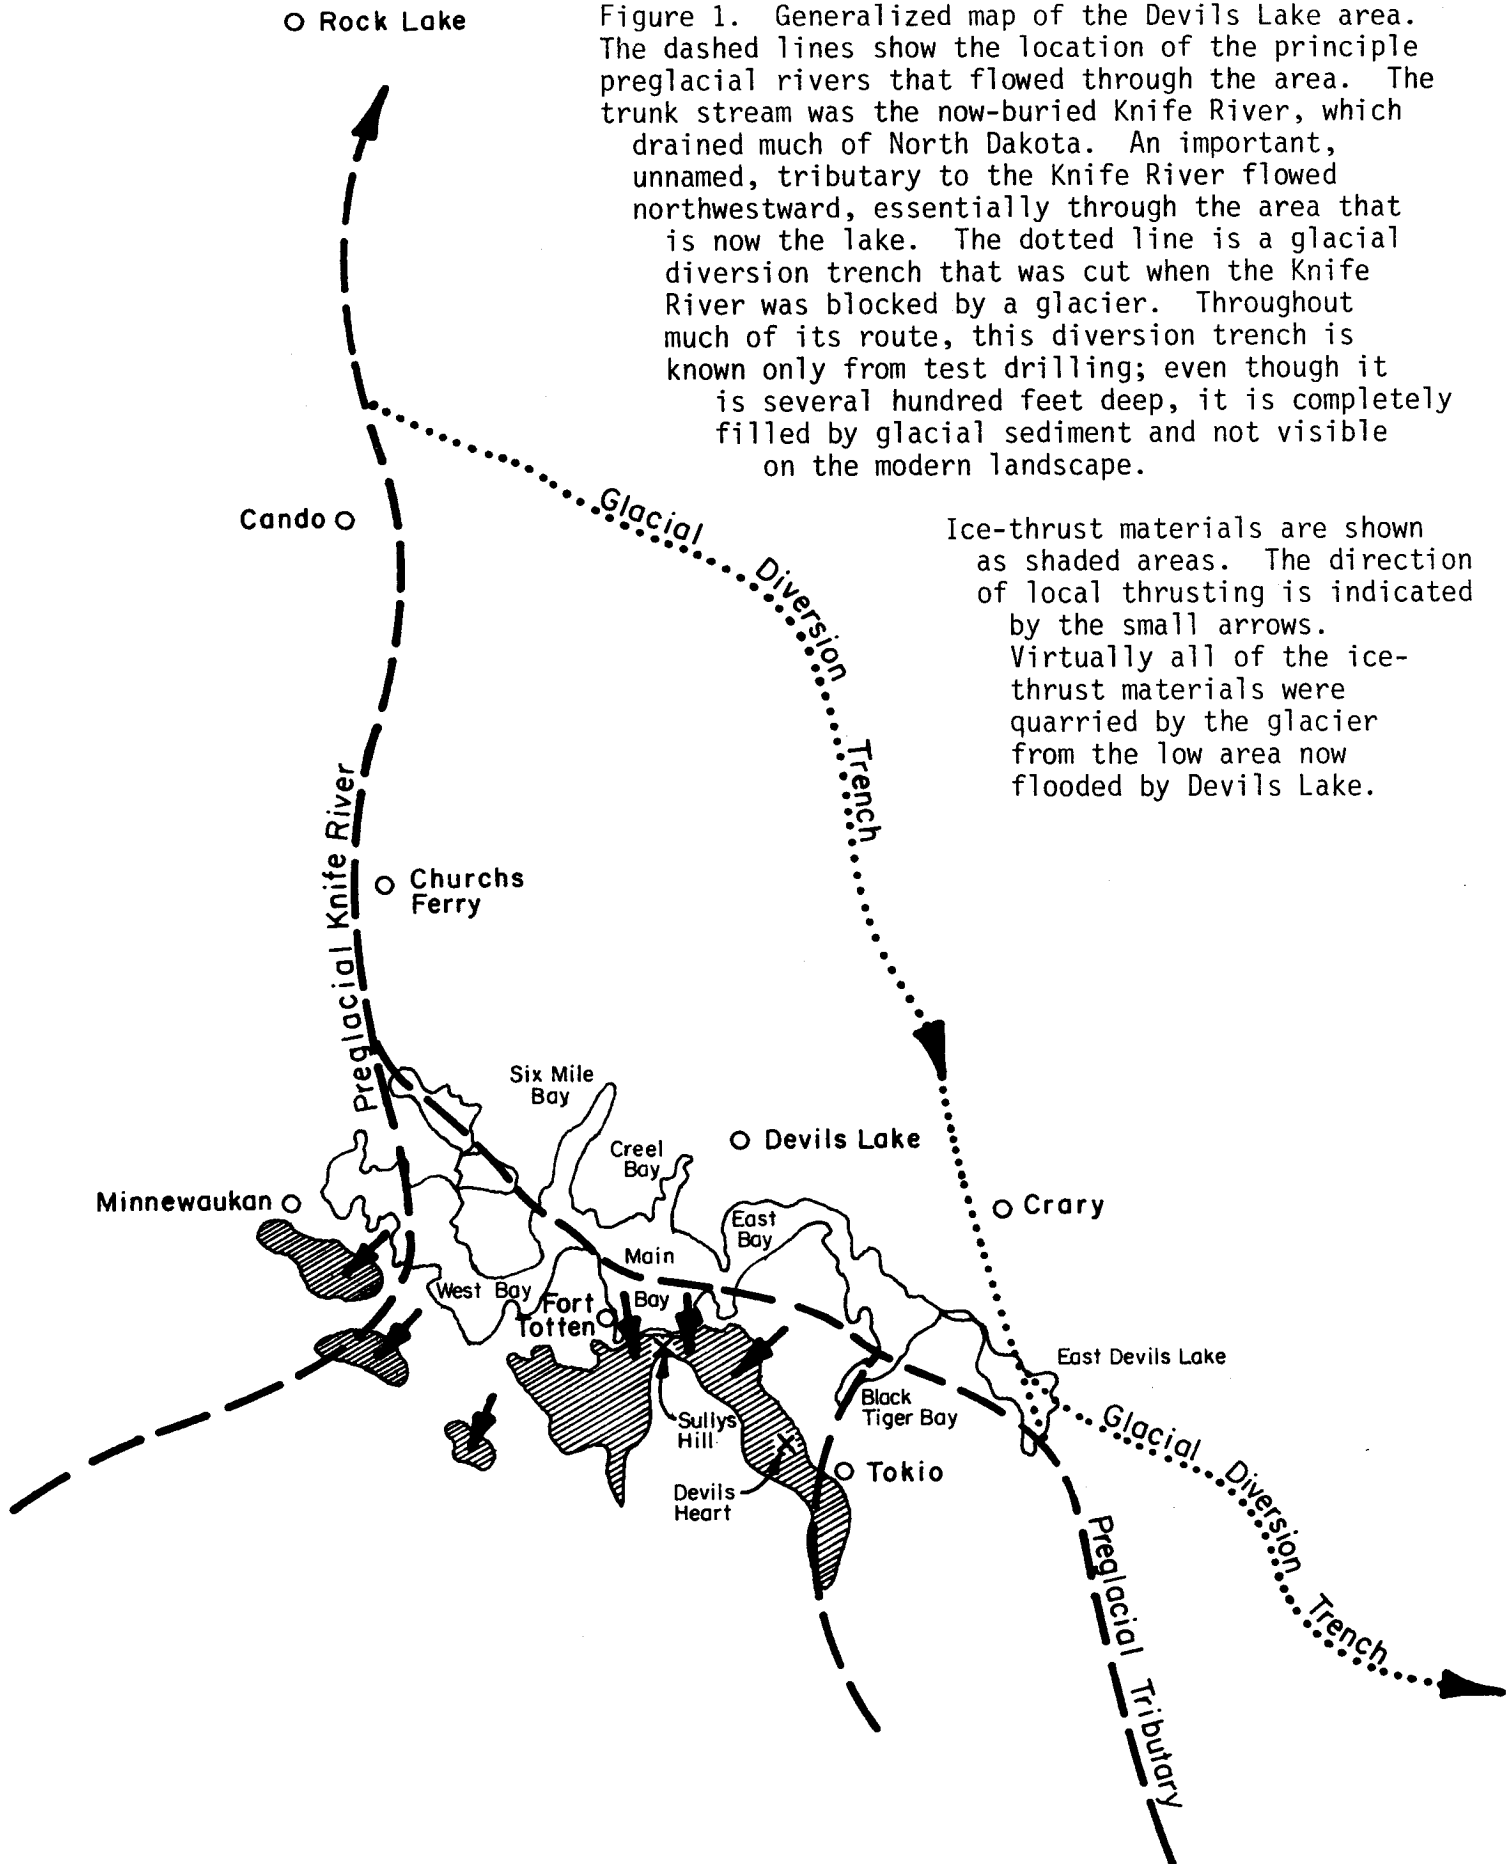 Rock Lake
Figure 1. Generalized map of the Devils Lake area.
The dashed lines show the location of the principle
preglacial rivers that flowed through the area. The
trunk stream was the now-buried Knife River, which
drained much of North Dakota. An important,
unnamed, tributary to the Knife River flowed
northwestward, essentially through the area that
is now the lake. The dotted line is a glacial
diversion trench that was cut when the Knife
River was blocked by a glacier. Throughout
much of its route, this diversion trench is
known only from test drilling; even though it
is several hundred feet deep, it is completely
filled by glacial sediment and not visible
on the modern landscape.
Ice-thrust materials are shown
as shaded areas. The direction
of local thrusting is indicated
by the small arrows.
Virtually all of the ice-
thrust materials were
quarried by the glacier
from the low area now
flooded by Devils Lake.
Cando
Glacial Diversion Trench
Preglacial Knife River
Churchs
Ferry
Six Mile
Bay
Creel
Bay
Devils Lake
Minnewaukan
Crary
East
Bay
Main
Bay
West Bay
Fort
Totten
East Devils Lake
Black
Tiger Bay
Sullys
Hill
Tokio
Devils
Heart
Glacial Diversion Trench
Preglacial Tributary